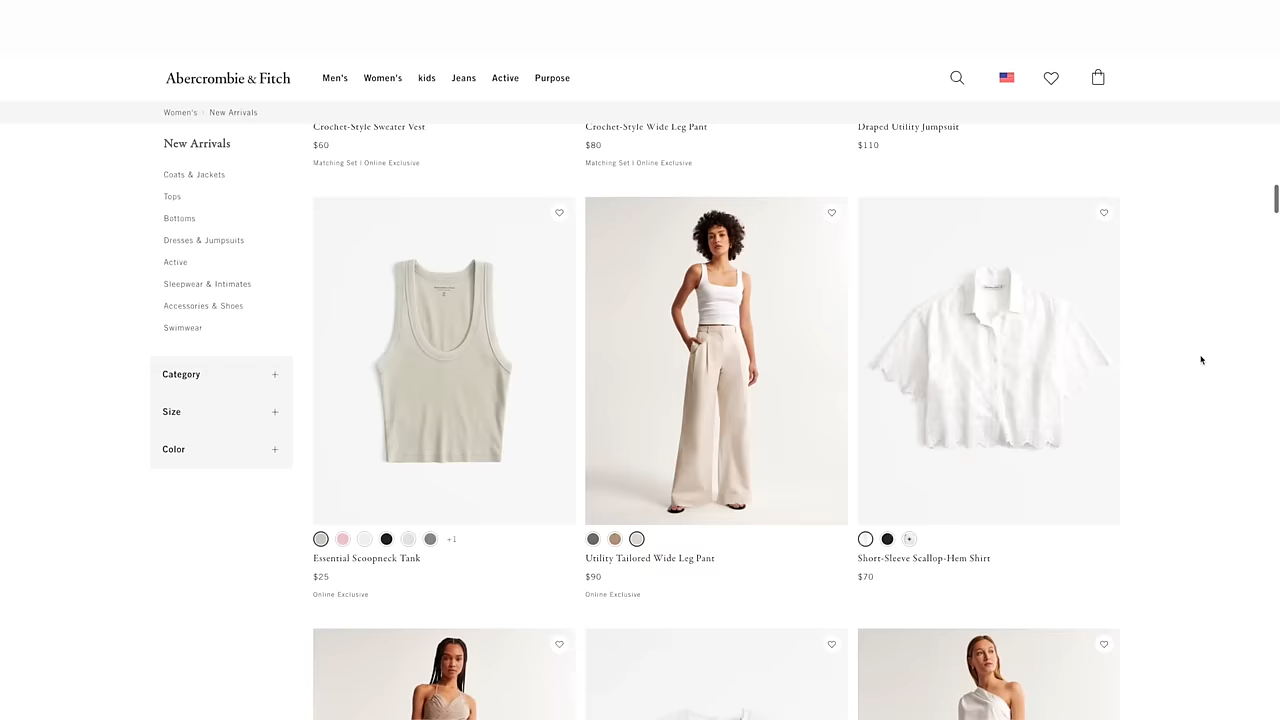 Abercrombie & Fitch
Men's Women's kids Jeans Active Purpose
Women's New Arrivals
New Arrivals
Coats & Jackets
Tops
Bottoms
Dresses & Jumpsuits
Active
Sleepwear & Intimates
Accessories & Shoes
Swimwear
Category +
Size +
Color +
Crochet-Style Sweater Vest
$60
Matching Set | Online Exclusive
Crochet-Style Wide Leg Pant
$80
Matching Set | Online Exclusive
Draped Utility Jumpsuit
$110
+1
Essential Scoopneck Tank
$25
Online Exclusive
Utility Tailored Wide Leg Pant
$90
Online Exclusive
Short-Sleeve Scallop-Hem Shirt
$70